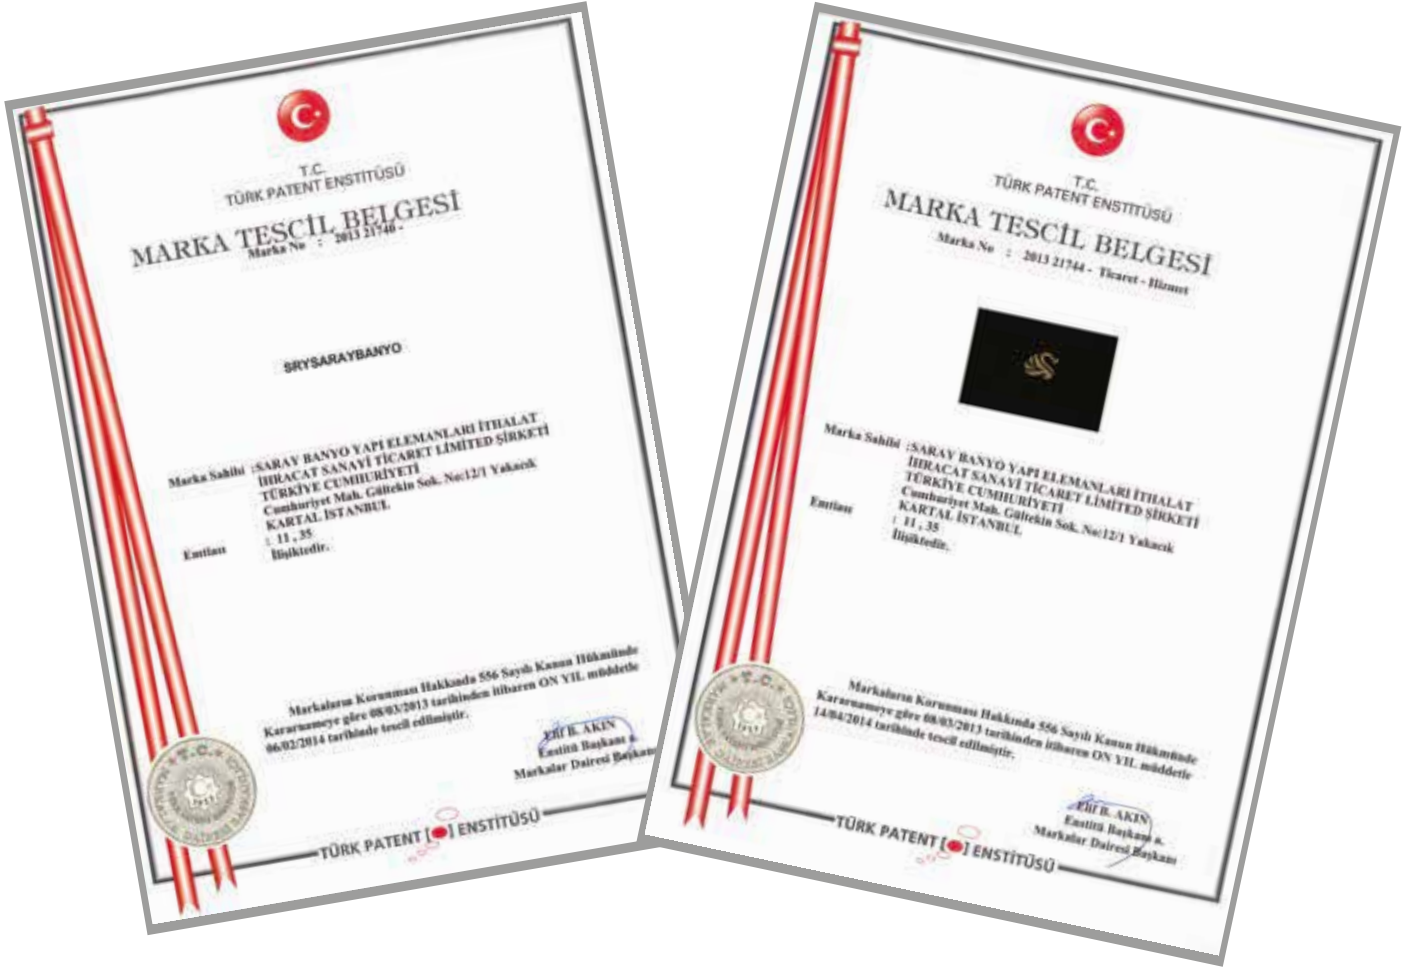 T.C.
TÜRK PATENT ENSTİTÜSÜ
MARKA TESCİL BELGESİ
Marka No : 2013 21740 -
SRYSARAYBANYO
Marka Sahibi :SARAY BANYO YAPI ELEMANLARI İTHALAT
İHRACAT SANAYİ TİCARET LİMİTED ŞİRKETİ
TÜRKİYE CUMHURİYETİ
Cumhuriyet Mah. Gültekin Sok. No:12/1 Yakacık
KARTAL İSTANBUL
Emtiası : 11 , 35
İlişiktedir.
Markaların Korunması Hakkında 556 Sayılı Kanun Hükmünde
Kararnameye göre 08/03/2013 tarihinden itibaren ON YIL müddetle
06/02/2014 tarihinde tescil edilmiştir.
Elif B. AKIN
Enstitü Başkanı a.
Markalar Dairesi Başkanı
T.C.
TÜRK PATENT ENSTİTÜSÜ
T.C.
TÜRK PATENT ENSTİTÜSÜ
MARKA TESCİL BELGESİ
Marka No : 2013 21744 - Ticaret - Hizmet
Marka Sahibi :SARAY BANYO YAPI ELEMANLARI İTHALAT
İHRACAT SANAYİ TİCARET LİMİTED ŞİRKETİ
TÜRKİYE CUMHURİYETİ
Cumhuriyet Mah. Gültekin Sok. No:12/1 Yakacık
KARTAL İSTANBUL
Emtiası : 11 , 35
İlişiktedir.
Markaların Korunması Hakkında 556 Sayılı Kanun Hükmünde
Kararnameye göre 08/03/2013 tarihinden itibaren ON YIL müddetle
14/04/2014 tarihinde tescil edilmiştir.
Elif B. AKIN
Enstitü Başkanı a.
Markalar Dairesi Başkanı
T.C.
TÜRK PATENT ENSTİTÜSÜ